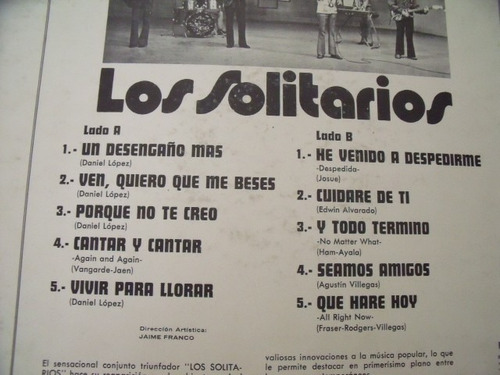 Los Solitarios
Lado A
1.- UN DESENGAÑO MAS
(Daniel López)
2.- VEN, QUIERO QUE ME BESES
(Daniel López)
3.- PORQUE NO TE CREO
(Daniel López)
4.- CANTAR Y CANTAR
-Again and Again-
(Vangarde-Jaen)
5.- VIVIR PARA LLORAR
(Daniel López)
Lado B
1.- HE VENIDO A DESPEDIRME
-Despedida-
(Josue)
2.- CUIDARE DE TI
(Edwin Alvarado)
3.- Y TODO TERMINO
-No Matter What-
(Ham-Ayala)
4.- SEAMOS AMIGOS
(Agustín Villegas)
5.- QUE HARE HOY
-All Right Now-
(Fraser-Rodgers-Villegas)
Dirección Artística:
JAIME FRANCO
El sensacional conjunto triunfador "LOS SOLITA-
RIOS" hace su
valiosas innovaciones a la música popular, lo que
le permite destacar en primerísimo plano entre